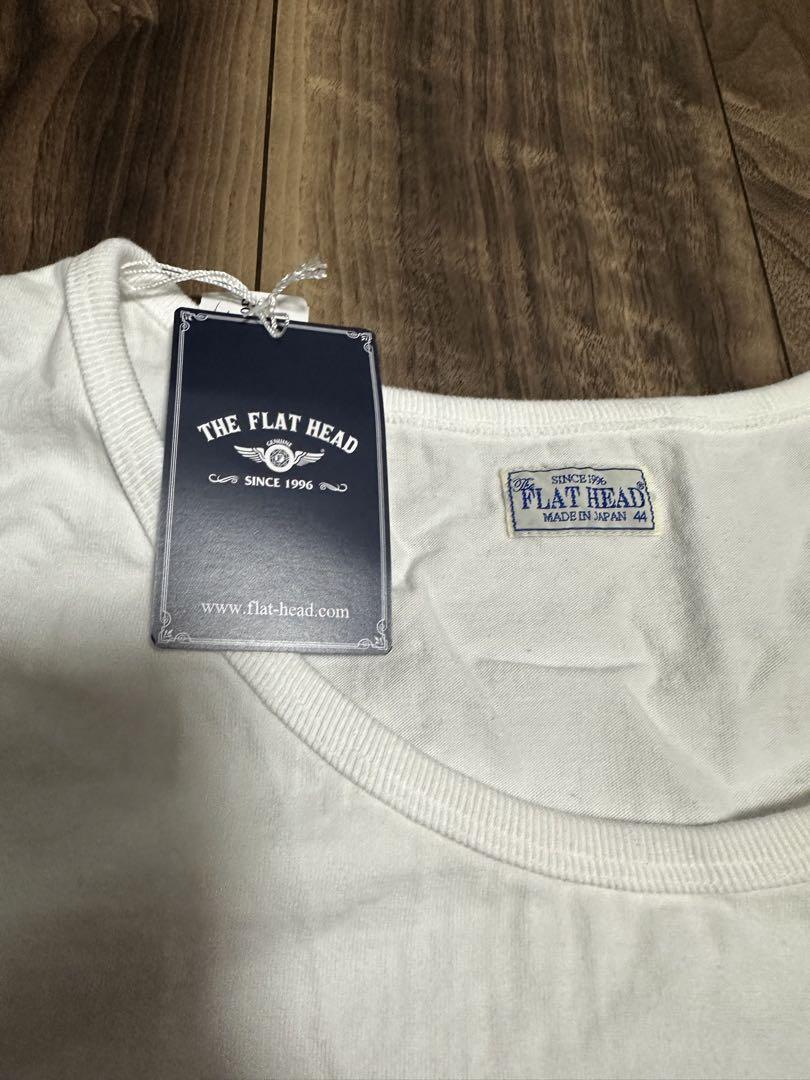 THE FLAT HEAD
GENUINE
SINCE 1996
www.flat-head.com
SINCE 1996
The
FLAT HEAD®
MADE IN JAPAN 44